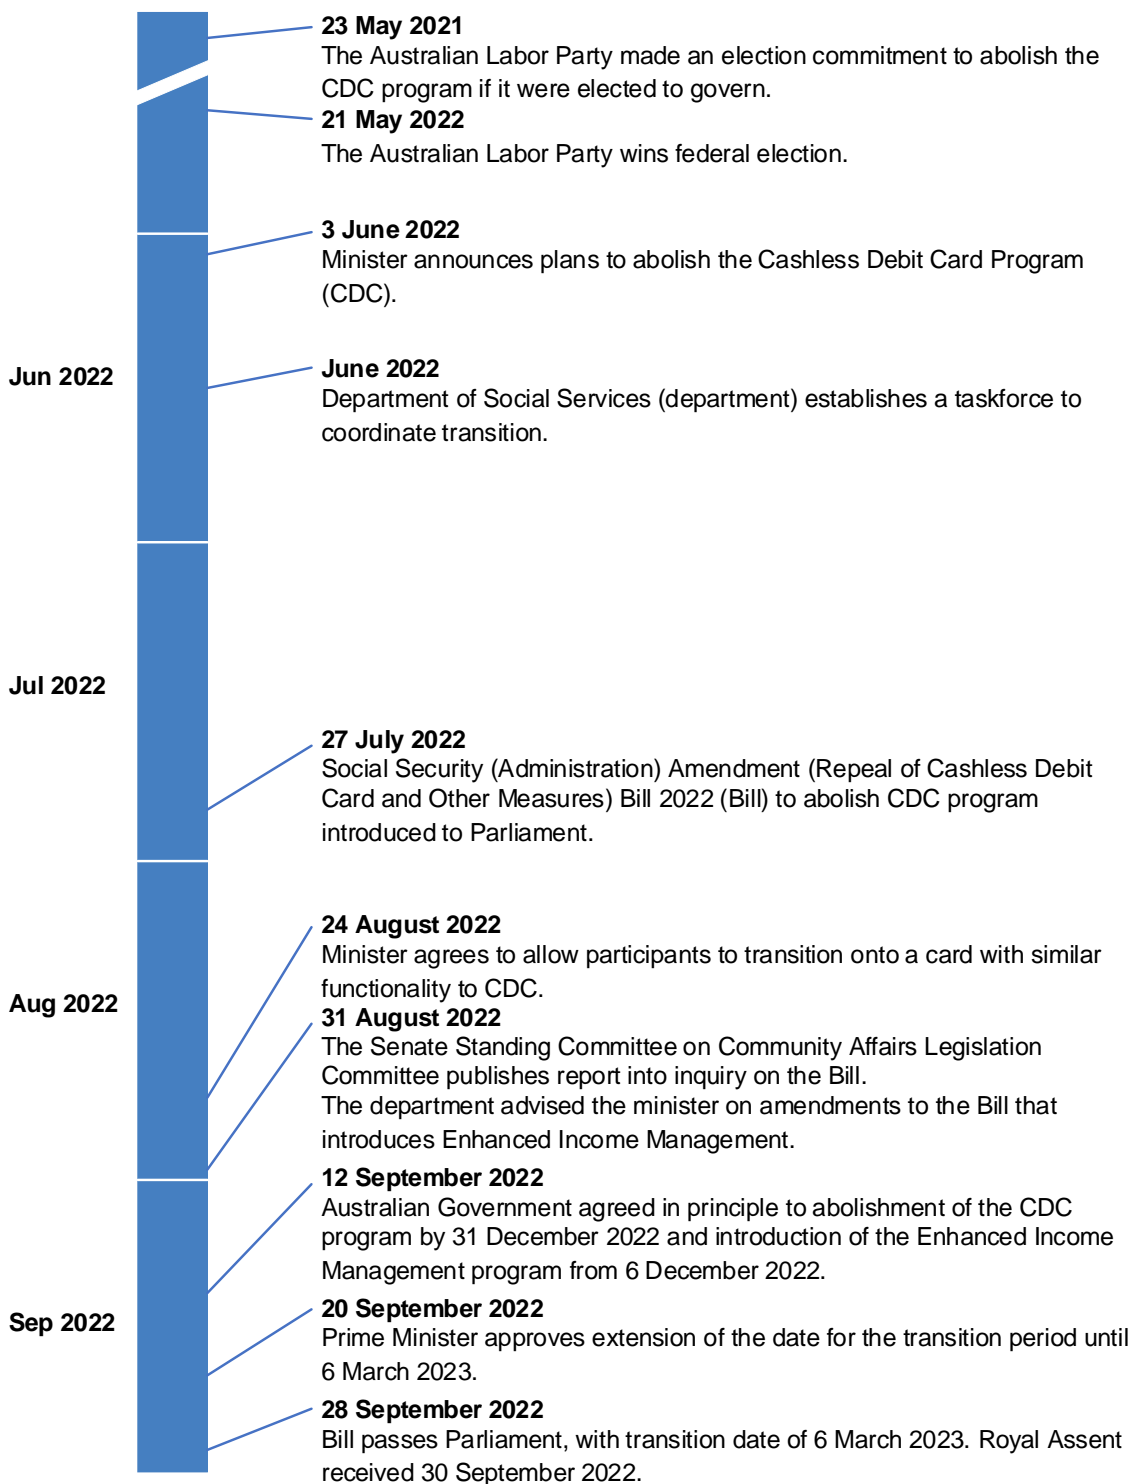 23 May 2021
The Australian Labor Party made an election commitment to abolish the
CDC program if it were elected to govern.
21 May 2022
The Australian Labor Party wins federal election.
3 June 2022
Minister announces plans to abolish the Cashless Debit Card Program
(CDC).
Jun 2022
June 2022
Department of Social Services (department) establishes a taskforce to
coordinate transition.
Jul 2022
27 July 2022
Social Security (Administration) Amendment (Repeal of Cashless Debit
Card and Other Measures) Bill 2022 (Bill) to abolish CDC program
introduced to Parliament.
24 August 2022
Minister agrees to allow participants to transition onto a card with similar
functionality to CDC.
Aug 2022
31 August 2022
The Senate Standing Committee on Community Affairs Legislation
Committee publishes report into inquiry on the Bill.
The department advised the minister on amendments to the Bill that
introduces Enhanced Income Management.
12 September 2022
Australian Government agreed in principle to abolishment of the CDC
program by 31 December 2022 and introduction of the Enhanced Income
Management program from 6 December 2022.
Sep 2022
20 September 2022
Prime Minister approves extension of the date for the transition period until
6 March 2023.
28 September 2022
Bill passes Parliament, with transition date of 6 March 2023. Royal Assent
received 30 September 2022.